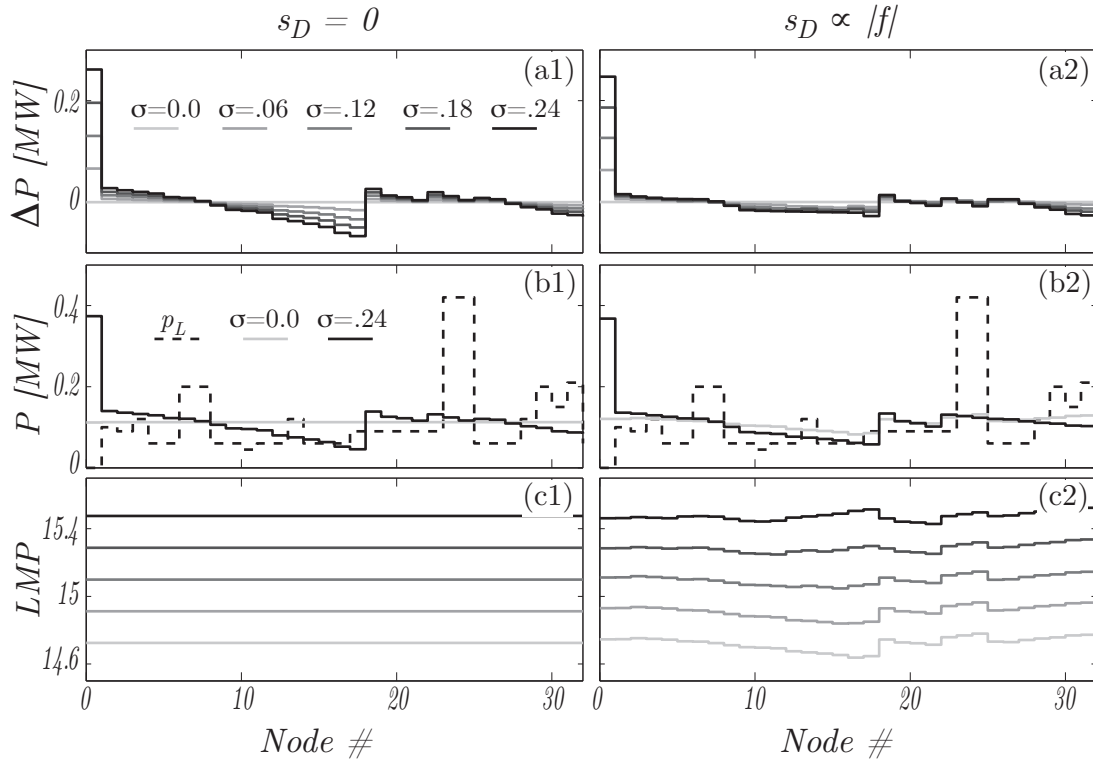 s_D = 0
s_D ∝ |f|
(a1)
(a2)
ΔP [MW]
0.2
0
σ=0.0 σ=.06 σ=.12 σ=.18 σ=.24
(b1)
(b2)
P [MW]
0.4
0.2
0
p_L σ=0.0 σ=.24
(c1)
(c2)
LMP
15.4
15
14.6
0 10 20 30
0 10 20 30
Node #
Node #